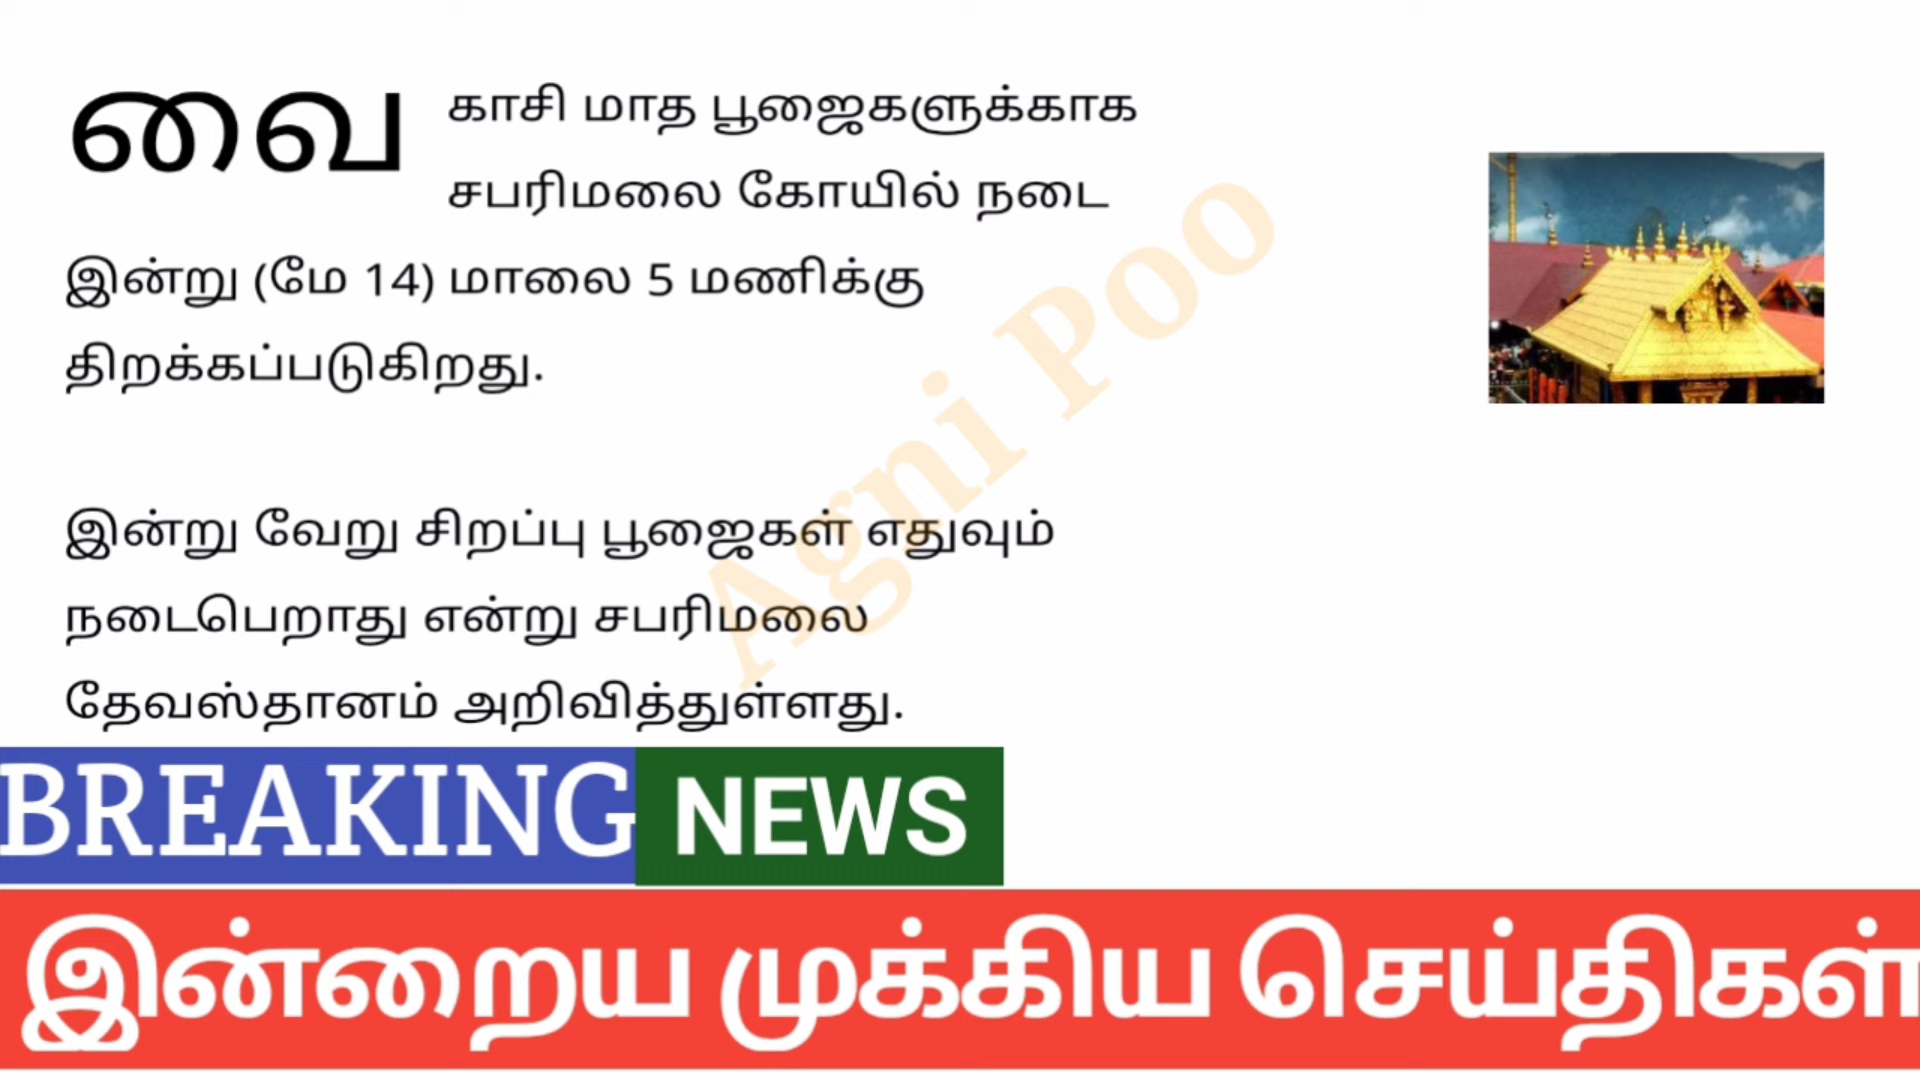 வைகாசி மாத பூஜைகளுக்காக
சபரிமலை கோயில் நடை
இன்று (மே 14) மாலை 5 மணிக்கு
திறக்கப்படுகிறது.
இன்று வேறு சிறப்பு பூஜைகள் எதுவும்
நடைபெறாது என்று சபரிமலை
தேவஸ்தானம் அறிவித்துள்ளது.
Agni Poo
BREAKING NEWS
இன்றைய முக்கிய செய்திகள்